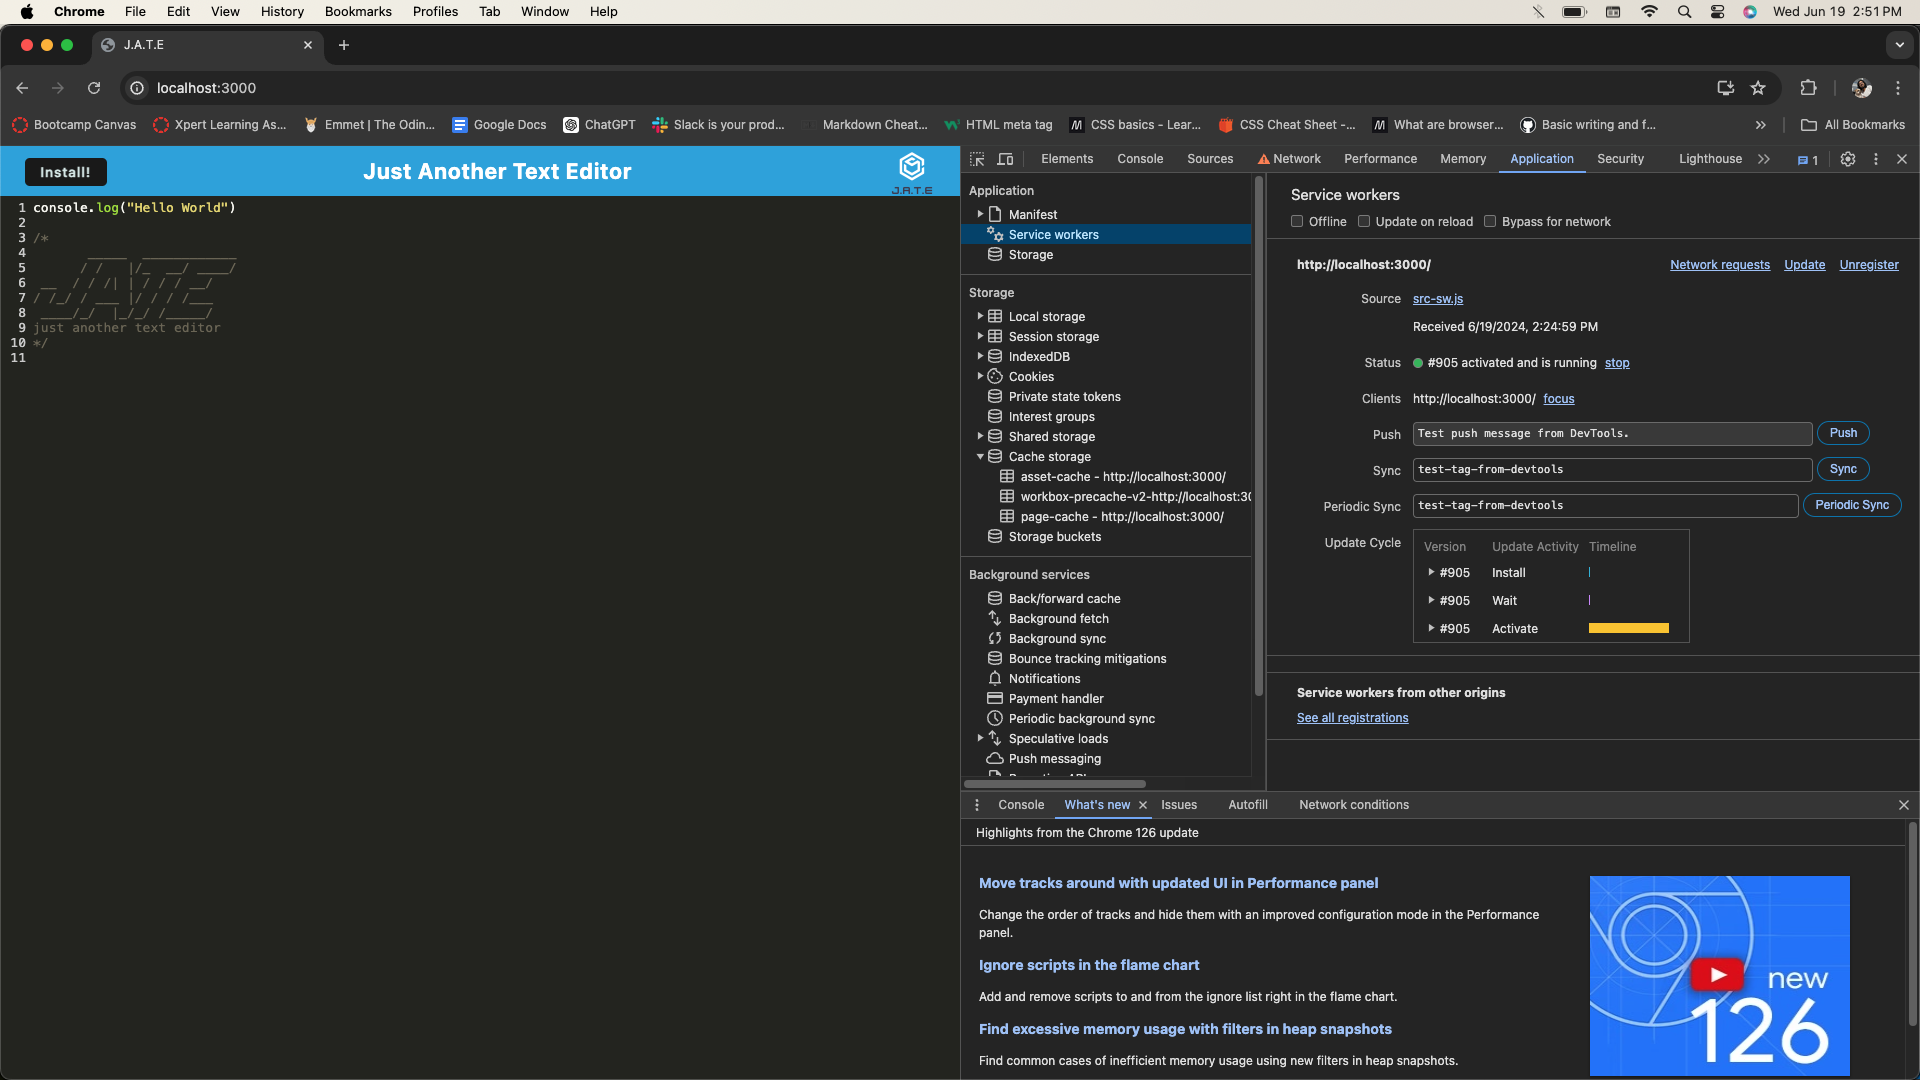 Chrome File Edit View History Bookmarks Profiles Tab Window Help Wed Jun 19 2:51 PM
J.A.T.E
localhost:3000
Bootcamp Canvas Xpert Learning As... Emmet | The Odin... Google Docs ChatGPT Slack is your prod... Markdown Cheat... HTML meta tag CSS basics - Lear... CSS Cheat Sheet -... What are browser... Basic writing and f... » All Bookmarks
Install! Just Another Text Editor J.A.T.E
1 console.log("Hello World")
2
3 /*
4 _____ ____________
5 / / |/_ __/ ____/
6 __ / / /| | / / / __/
7 / /_/ / ___ |/ / / /___
8 ____/_/ |_/_/ /_____/
9 just another text editor
10 */
11
Elements Console Sources Network Performance Memory Application Security Lighthouse » 1
Application
Manifest
Service workers
Storage
Storage
Local storage
Session storage
IndexedDB
Cookies
Private state tokens
Interest groups
Shared storage
Cache storage
asset-cache - http://localhost:3000/
workbox-precache-v2-http://localhost:30
page-cache - http://localhost:3000/
Storage buckets
Background services
Back/forward cache
Background fetch
Background sync
Bounce tracking mitigations
Notifications
Payment handler
Periodic background sync
Speculative loads
Push messaging
Service workers
Offline Update on reload Bypass for network
http://localhost:3000/ Network requests Update Unregister
Source src-sw.js
Received 6/19/2024, 2:24:59 PM
Status #905 activated and is running stop
Clients http://localhost:3000/ focus
Push Test push message from DevTools. Push
Sync test-tag-from-devtools Sync
Periodic Sync test-tag-from-devtools Periodic Sync
Update Cycle Version Update Activity Timeline
#905 Install
#905 Wait
#905 Activate
Service workers from other origins
See all registrations
Console What's new Issues Autofill Network conditions
Highlights from the Chrome 126 update
Move tracks around with updated UI in Performance panel
Change the order of tracks and hide them with an improved configuration mode in the Performance
panel.
Ignore scripts in the flame chart
Add and remove scripts to and from the ignore list right in the flame chart.
Find excessive memory usage with filters in heap snapshots
Find common cases of inefficient memory usage using new filters in heap snapshots.
new
126